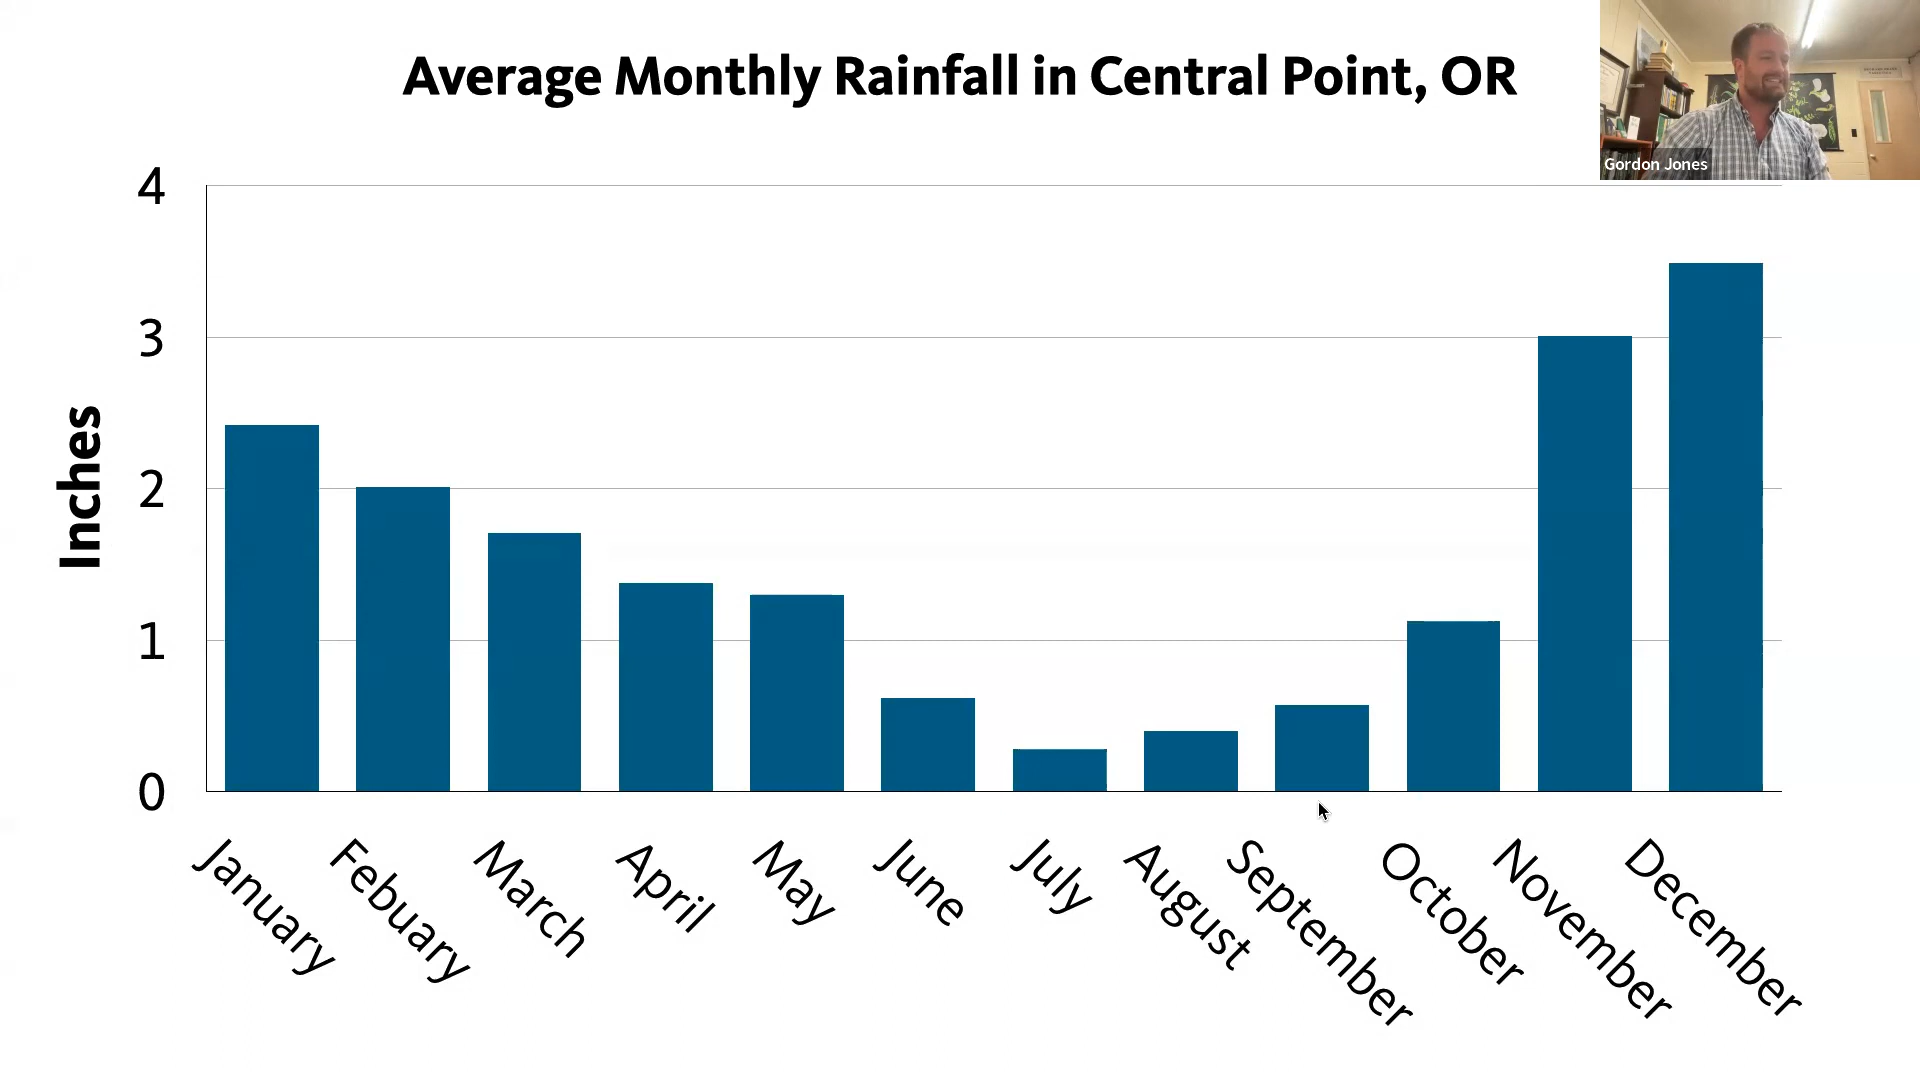 Average Monthly Rainfall in Central Point, OR
Gordon Jones
Inches
4
3
2
1
0
January
Febuary
March
April
May
June
July
August
September
October
November
December